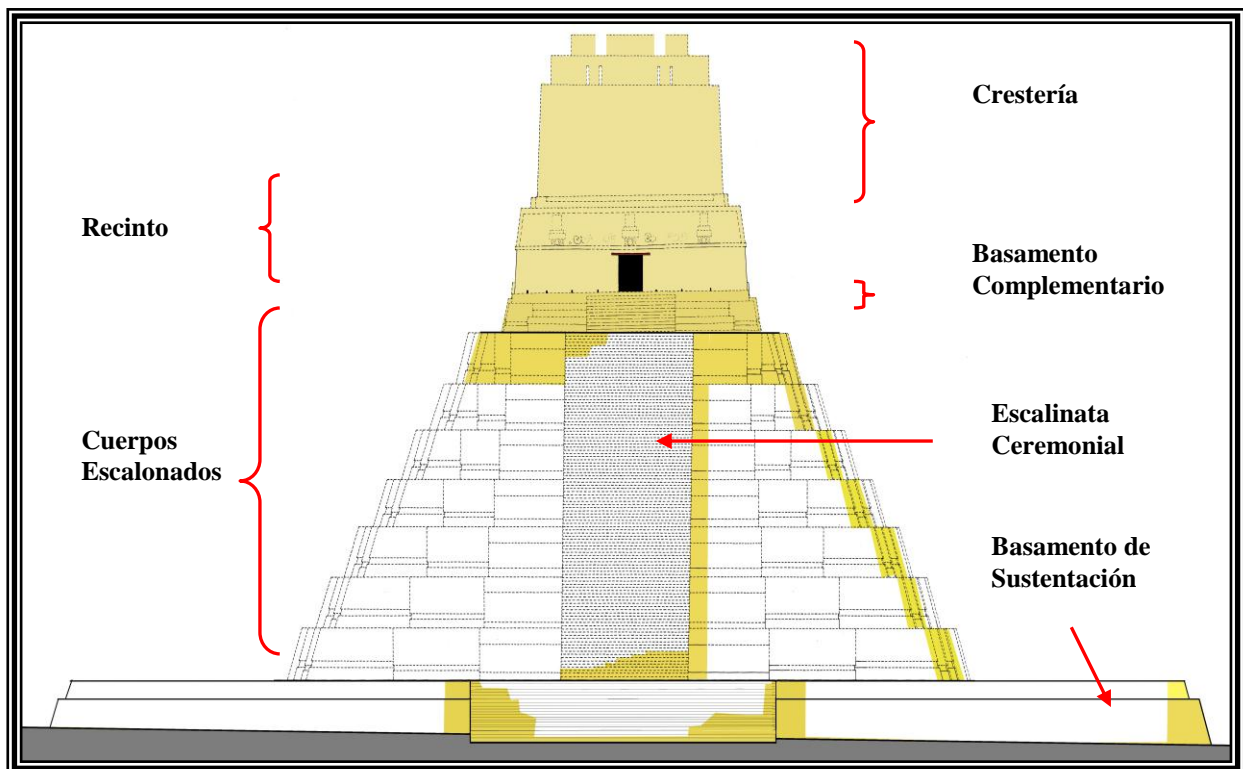 Crestería
Recinto
Basamento
Complementario
Escalinata
Ceremonial
Cuerpos
Escalonados
Basamento de
Sustentación